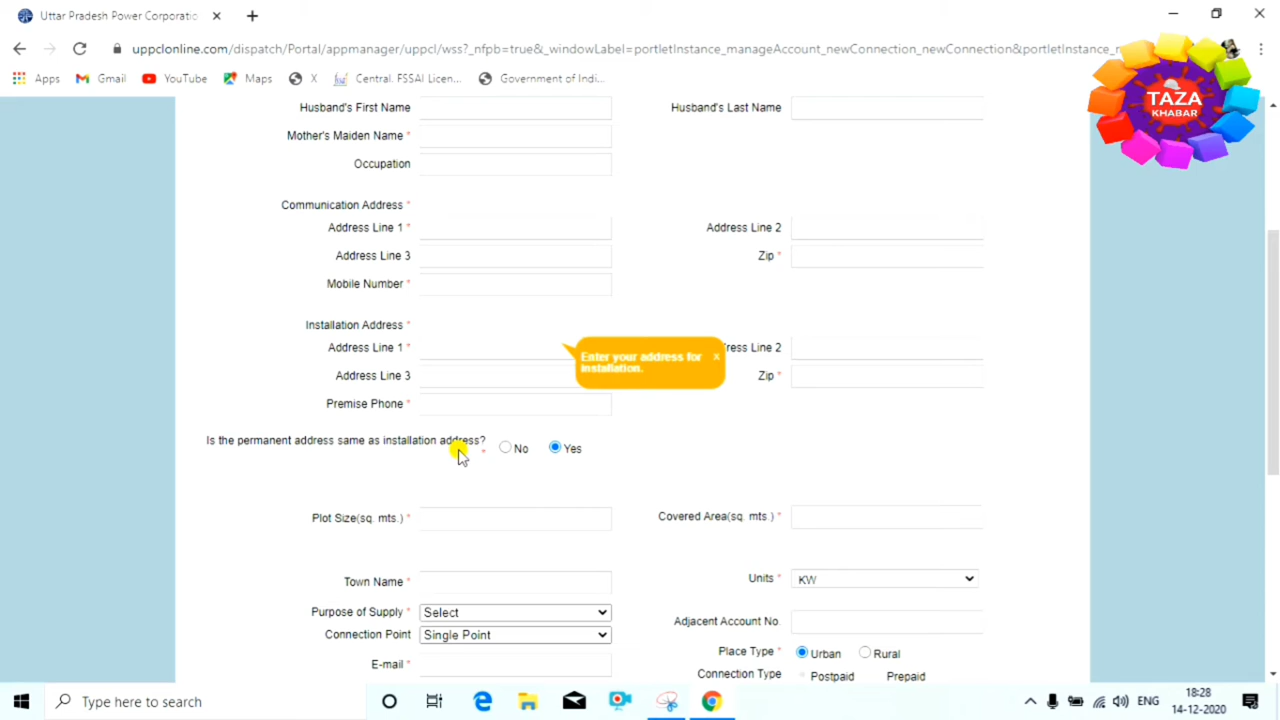 Uttar Pradesh Power Corporatio
uppclonline.com/dispatch/Portal/appmanager/uppcl/wss?_nfpb=true&_windowLabel=portletInstance_manageAccount_newConnection_newConnection&portletInstance_
Apps Gmail YouTube Maps X Central. FSSAI Licen... Government of Indi...
TAZA
KHABAR
Husband's First Name Husband's Last Name
Mother's Maiden Name *
Occupation
Communication Address *
Address Line 1 * Address Line 2
Address Line 3 Zip *
Mobile Number *
Installation Address *
Address Line 1 * ress Line 2
Enter your address for x
installation.
Address Line 3 Zip *
Premise Phone *
Is the permanent address same as installation address? * No Yes
Plot Size(sq. mts.) * Covered Area(sq. mts.) *
Town Name * Units * KW
Purpose of Supply * Select Adjacent Account No.
Connection Point Single Point
Place Type * Urban Rural
E-mail *
Connection Type Postpaid Prepaid
Type here to search
ENG
18:28
14-12-2020